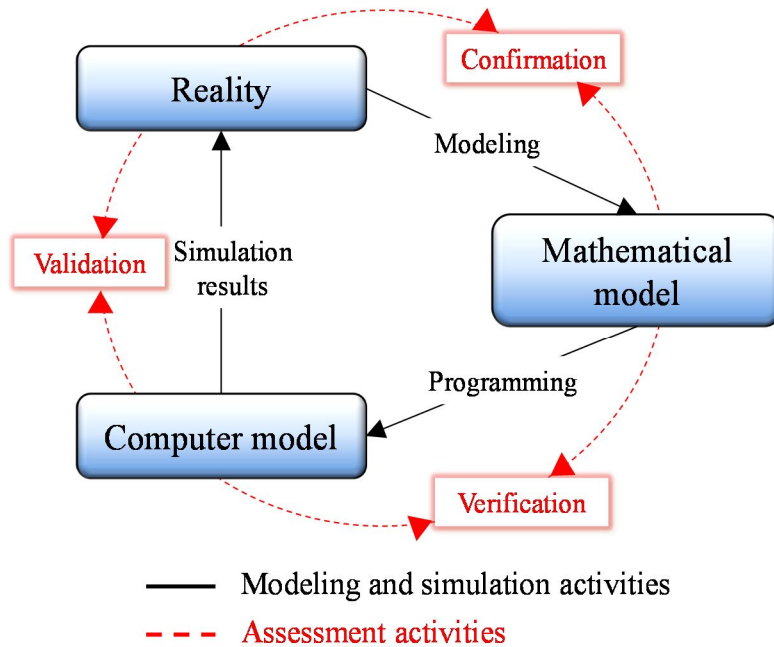 Confirmation
Reality
Modeling
Mathematical
model
Validation
Simulation
results
Programming
Computer model
Verification
Modeling and simulation activities
Assessment activities